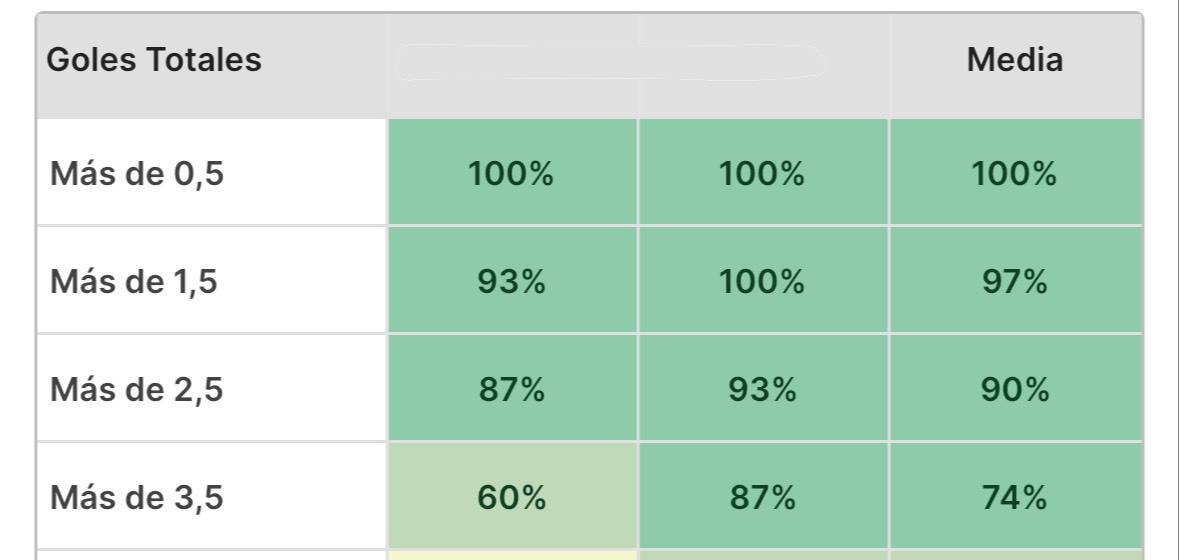 Goles Totales Media
Más de 0,5 100% 100% 100%
Más de 1,5 93% 100% 97%
Más de 2,5 87% 93% 90%
Más de 3,5 60% 87% 74%